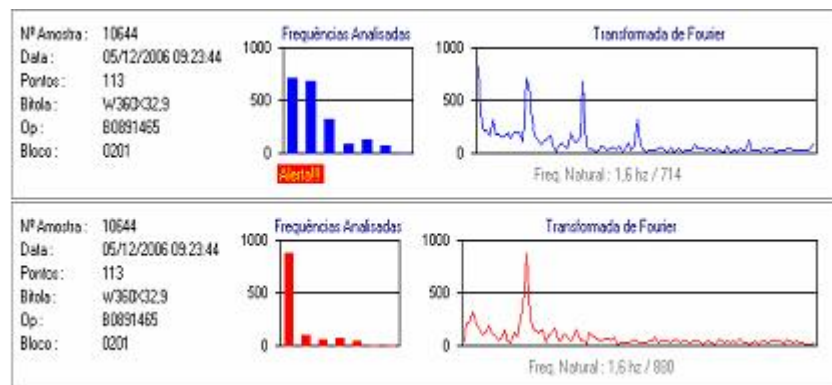 Nº Amostra : 10644
Data : 05/12/2006 09:23:44
Pontos : 113
Bitola : W360X32,9
Op : B0891465
Bloco : 0201
Frequências Analisadas
1000
500
0
Alerta!!!
Transformada de Fourier
1000
500
0
Freq. Natural : 1,6 hz / 714
Nº Amostra : 10644
Data : 05/12/2006 09:23:44
Pontos : 113
Bitola : W360X32,9
Op : B0891465
Bloco : 0201
Frequências Analisadas
1000
500
0
Transformada de Fourier
1000
500
0
Freq. Natural : 1,6 hz / 880